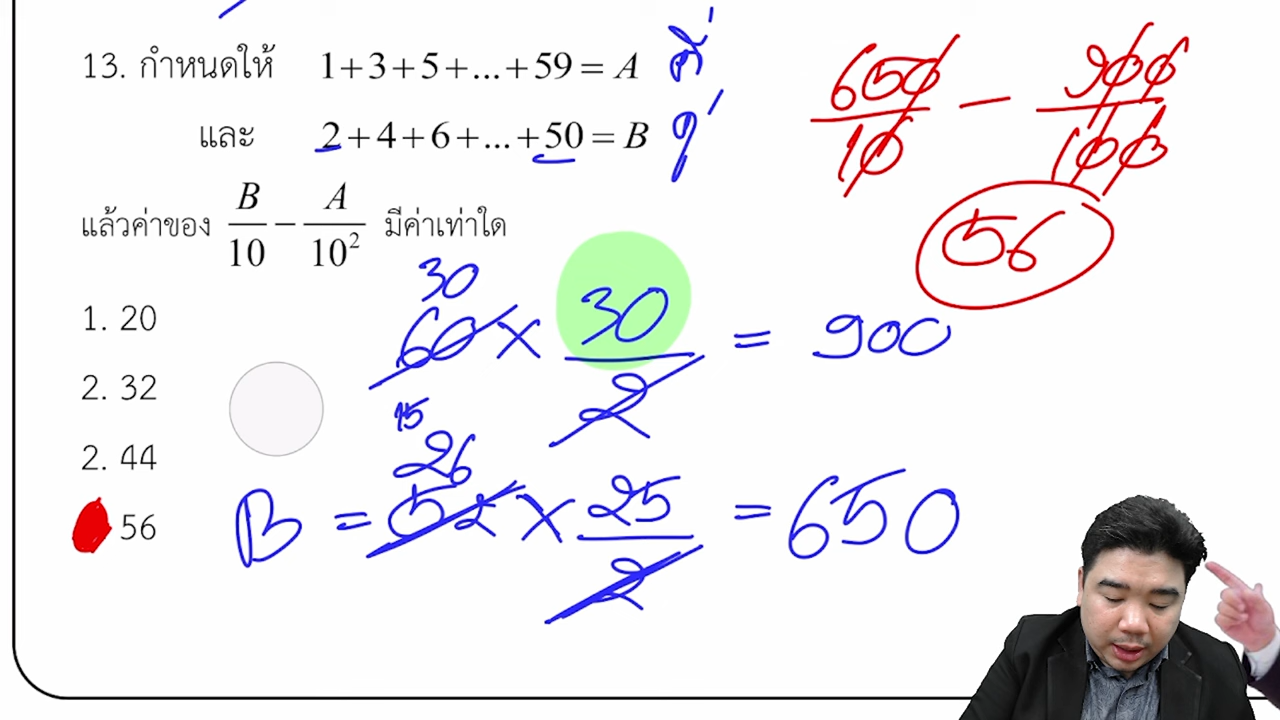 13. กำหนดให้ 1+3+5+...+59 = A คี่
และ 2+4+6+...+50 = B คู่
แล้วค่าของ B/10 − A/10² มีค่าเท่าใด
650/10 − 900/100
56
1. 20
2. 32
2. 44
56
30
60 × 30/2 = 900
15
26
B = 52 × 25/2 = 650